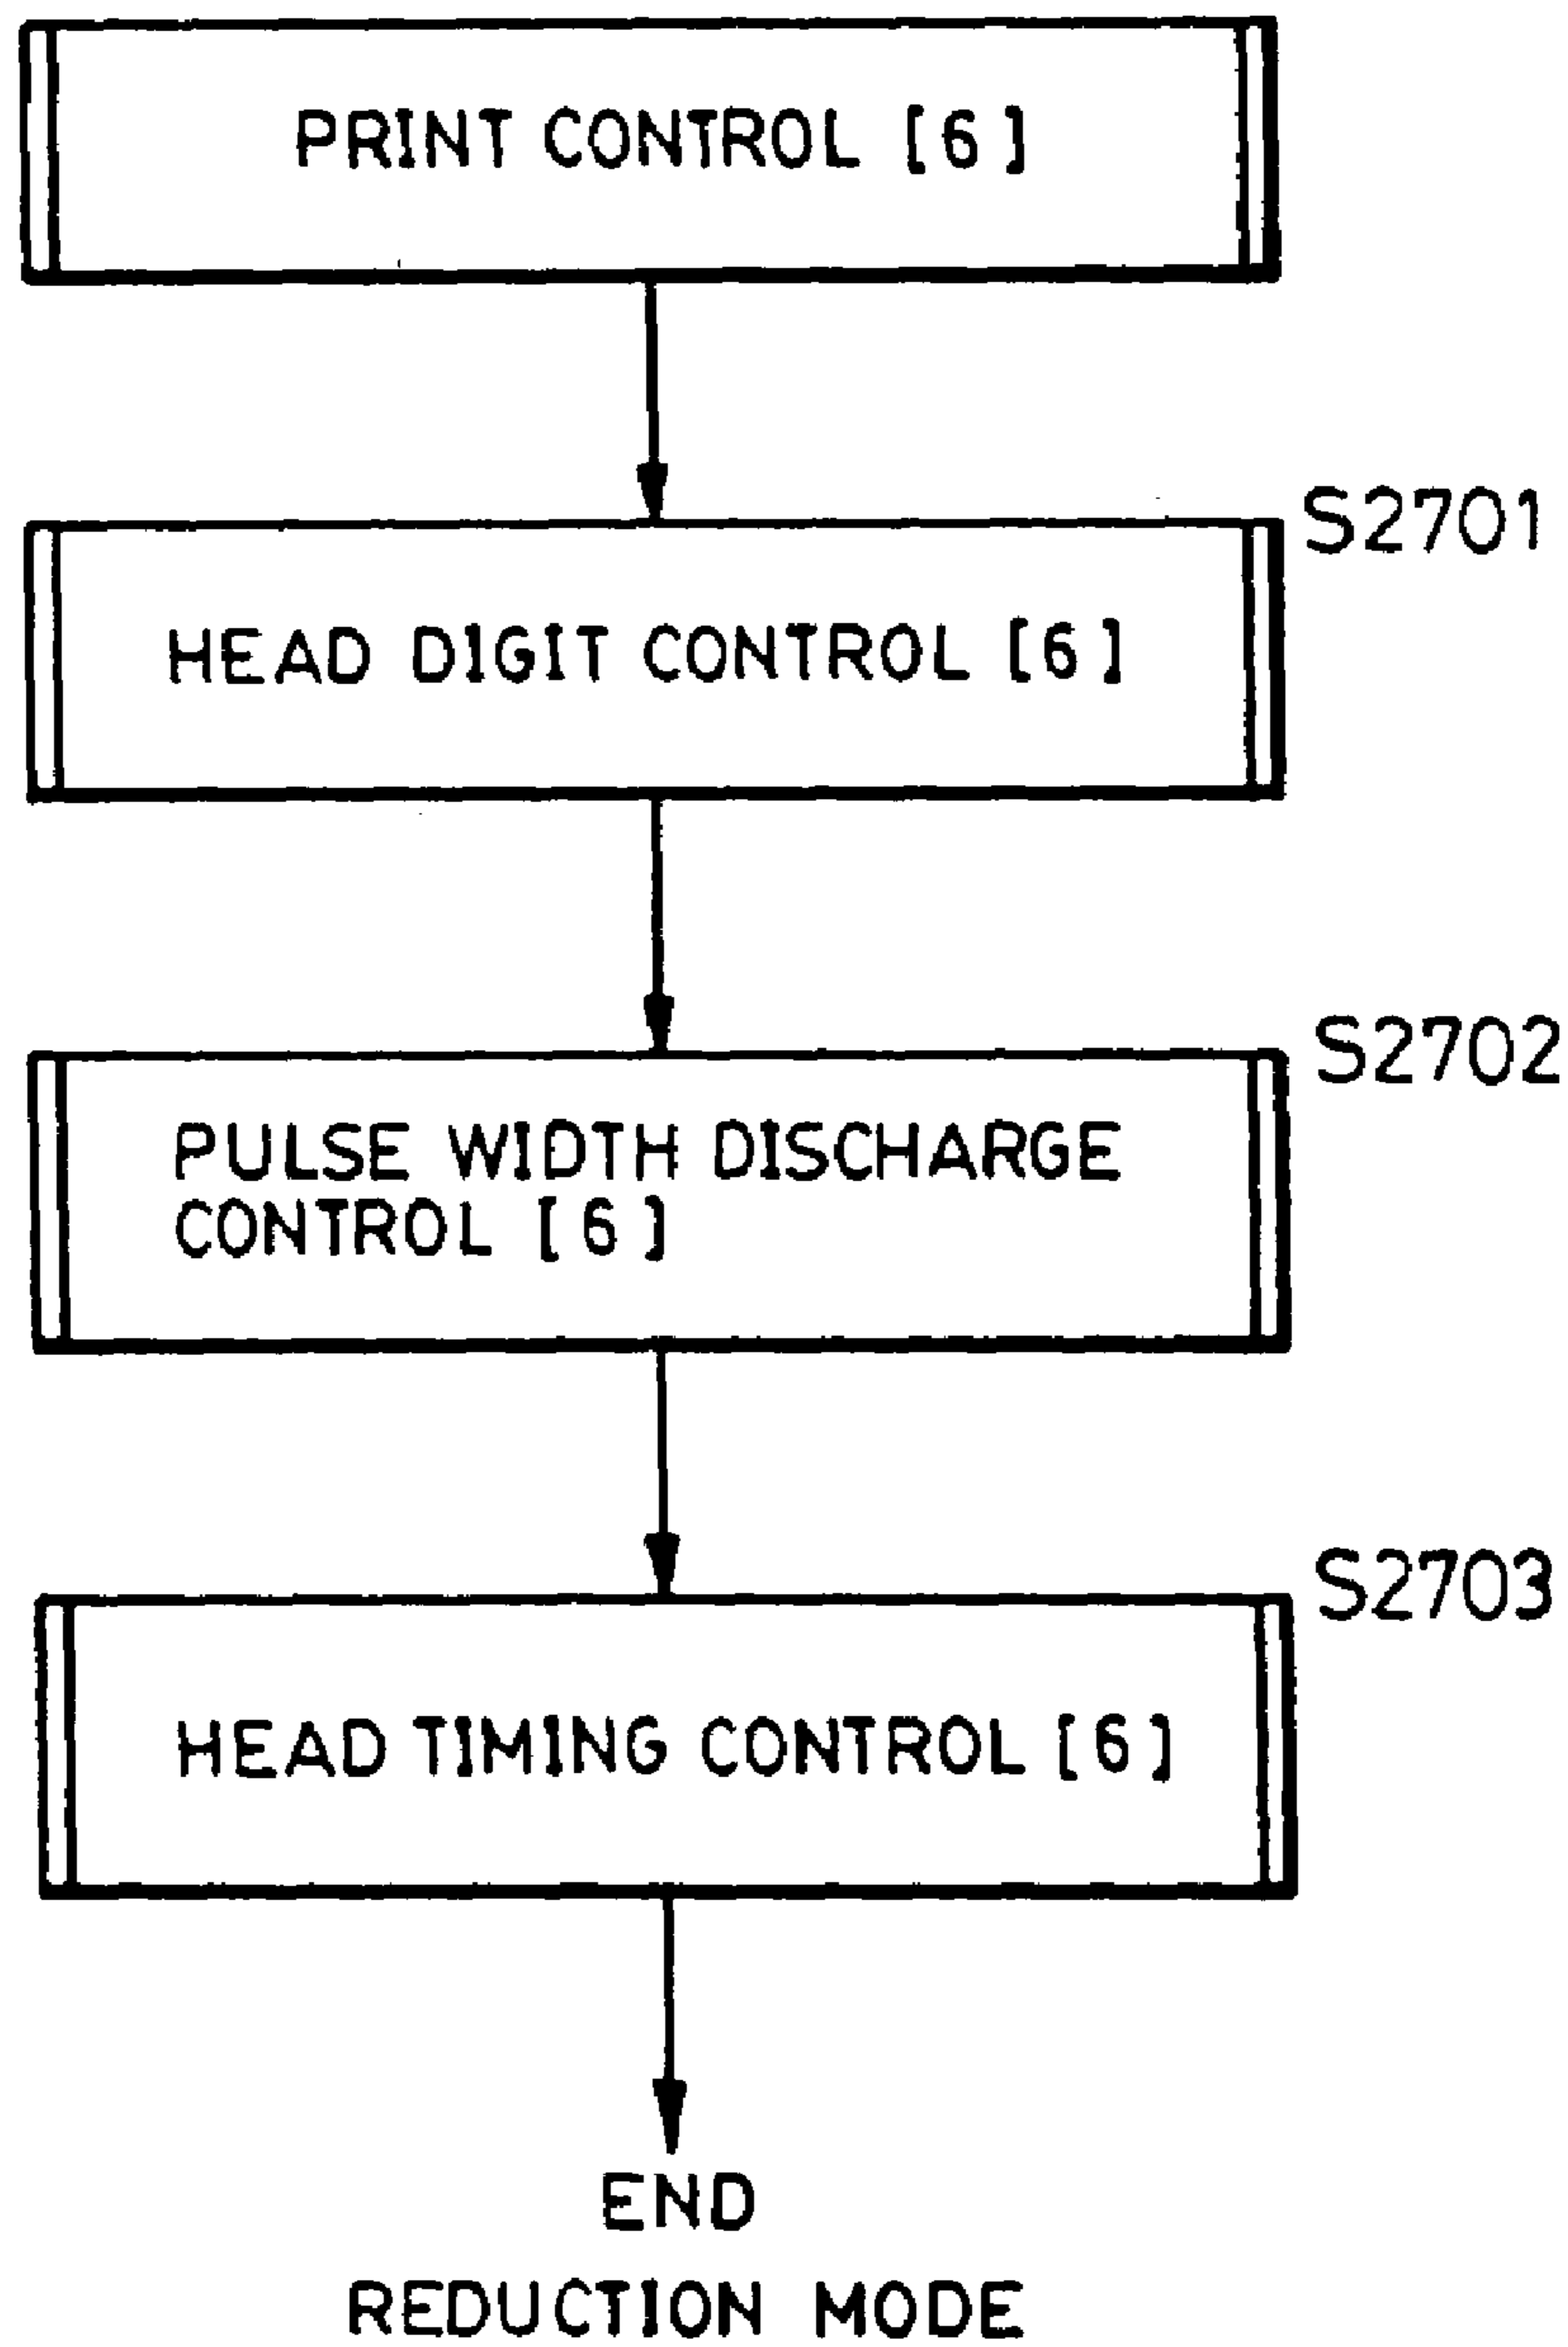 PRINT CONTROL [6]
S2701
HEAD DIGIT CONTROL [6]
S2702
PULSE WIDTH DISCHARGE
CONTROL [6]
S2703
HEAD TIMING CONTROL [6]
END
REDUCTION MODE